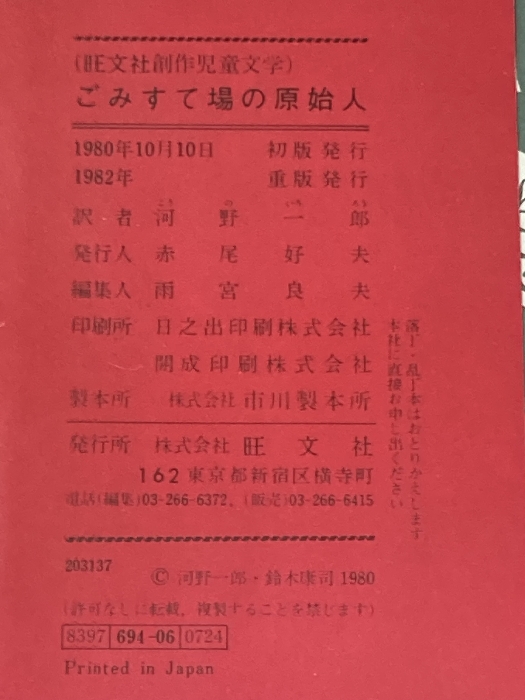 (旺文社創作児童文学)
ごみすて場の原始人
1980年10月10日 初版発行
1982年 重版発行
訳者 河野一郎
発行人 赤尾好夫
編集人 雨宮良夫
印刷所 日之出印刷株式会社
開成印刷株式会社
製本所 株式会社 市川製本所
発行所 株式会社 旺文社
162 東京都新宿区横寺町
電話(編集)03-266-6372、(販売)03-266-6415
落丁・乱丁本はおとりかえします
本社に直接お申し出ください
203137
© 河野一郎・鈴木康司 1980
(許可なしに転載、複製することを禁じます)
8397 694-06 0724
Printed in Japan